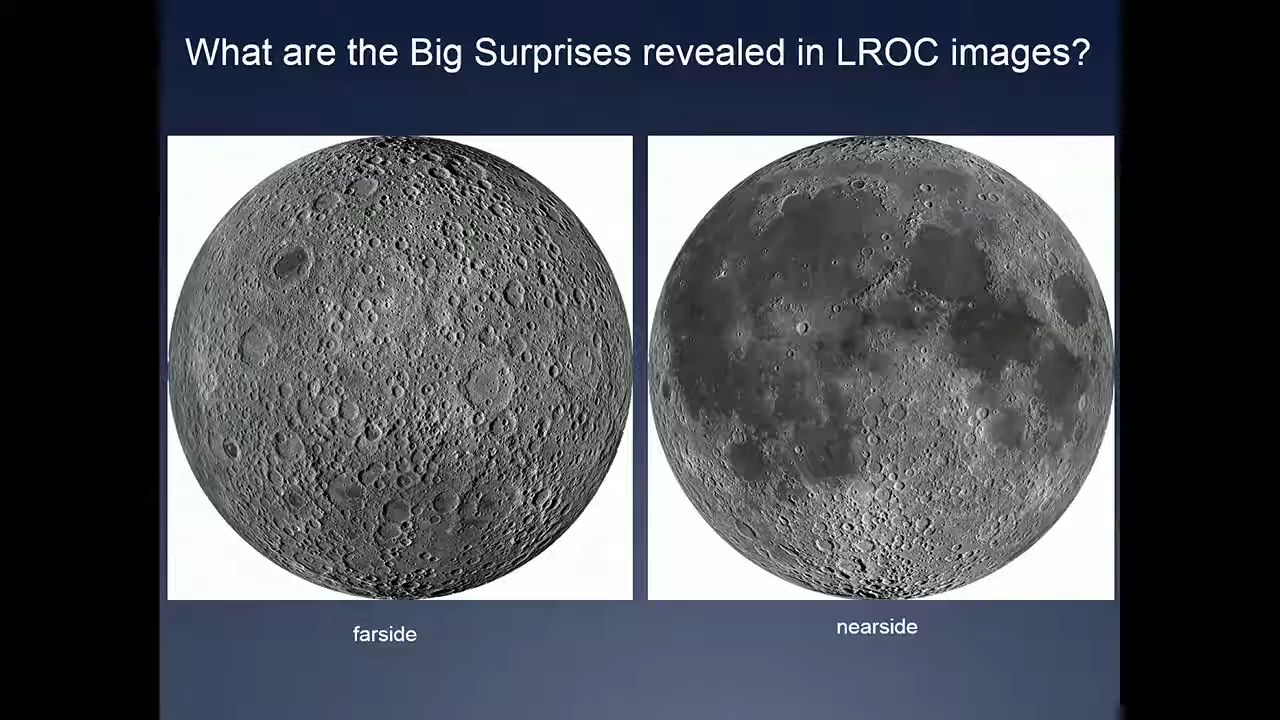 What are the Big Surprises revealed in LROC images?
farside
nearside